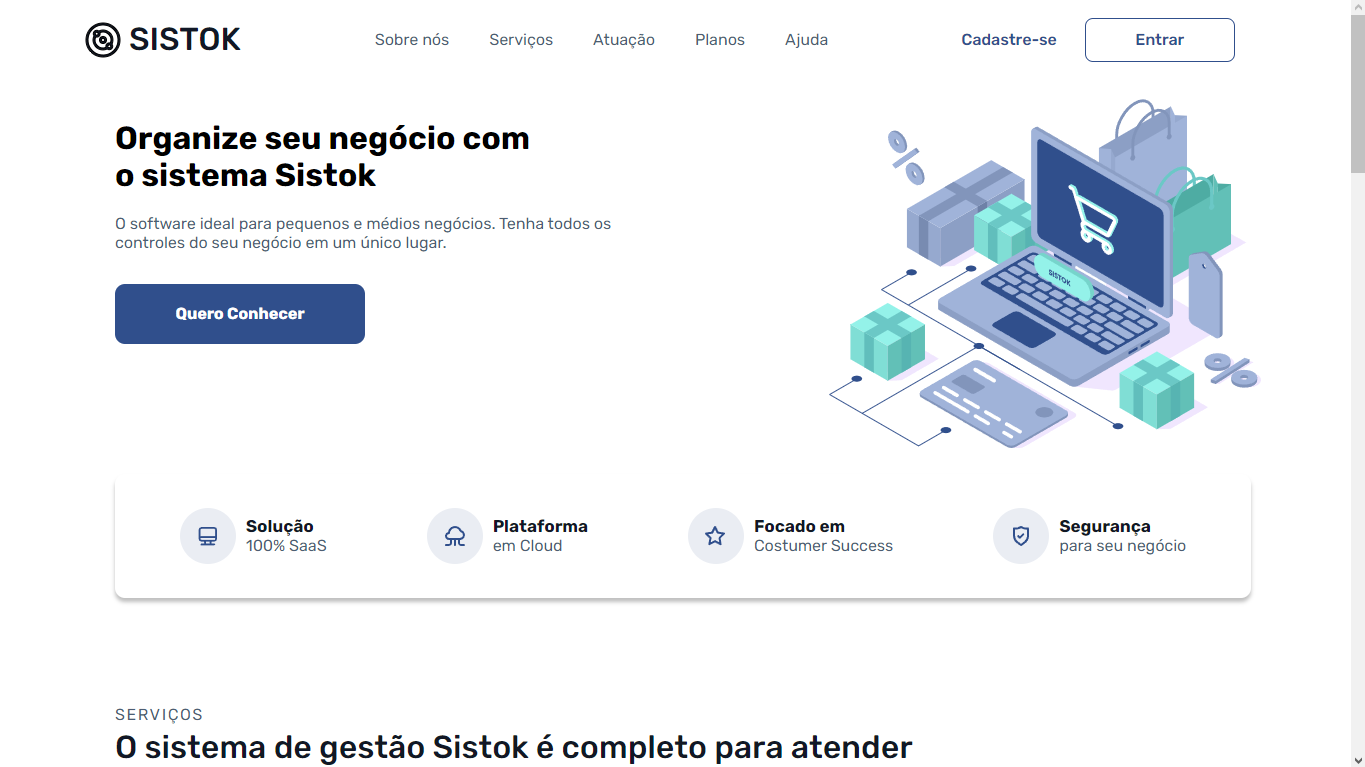 SISTOK
Sobre nós
Serviços
Atuação
Planos
Ajuda
Cadastre-se
Entrar
Organize seu negócio com
o sistema Sistok
O software ideal para pequenos e médios negócios. Tenha todos os
controles do seu negócio em um único lugar.
Quero Conhecer
SISTOK
Solução
100% SaaS
Plataforma
em Cloud
Focado em
Costumer Success
Segurança
para seu negócio
SERVIÇOS
O sistema de gestão Sistok é completo para atender